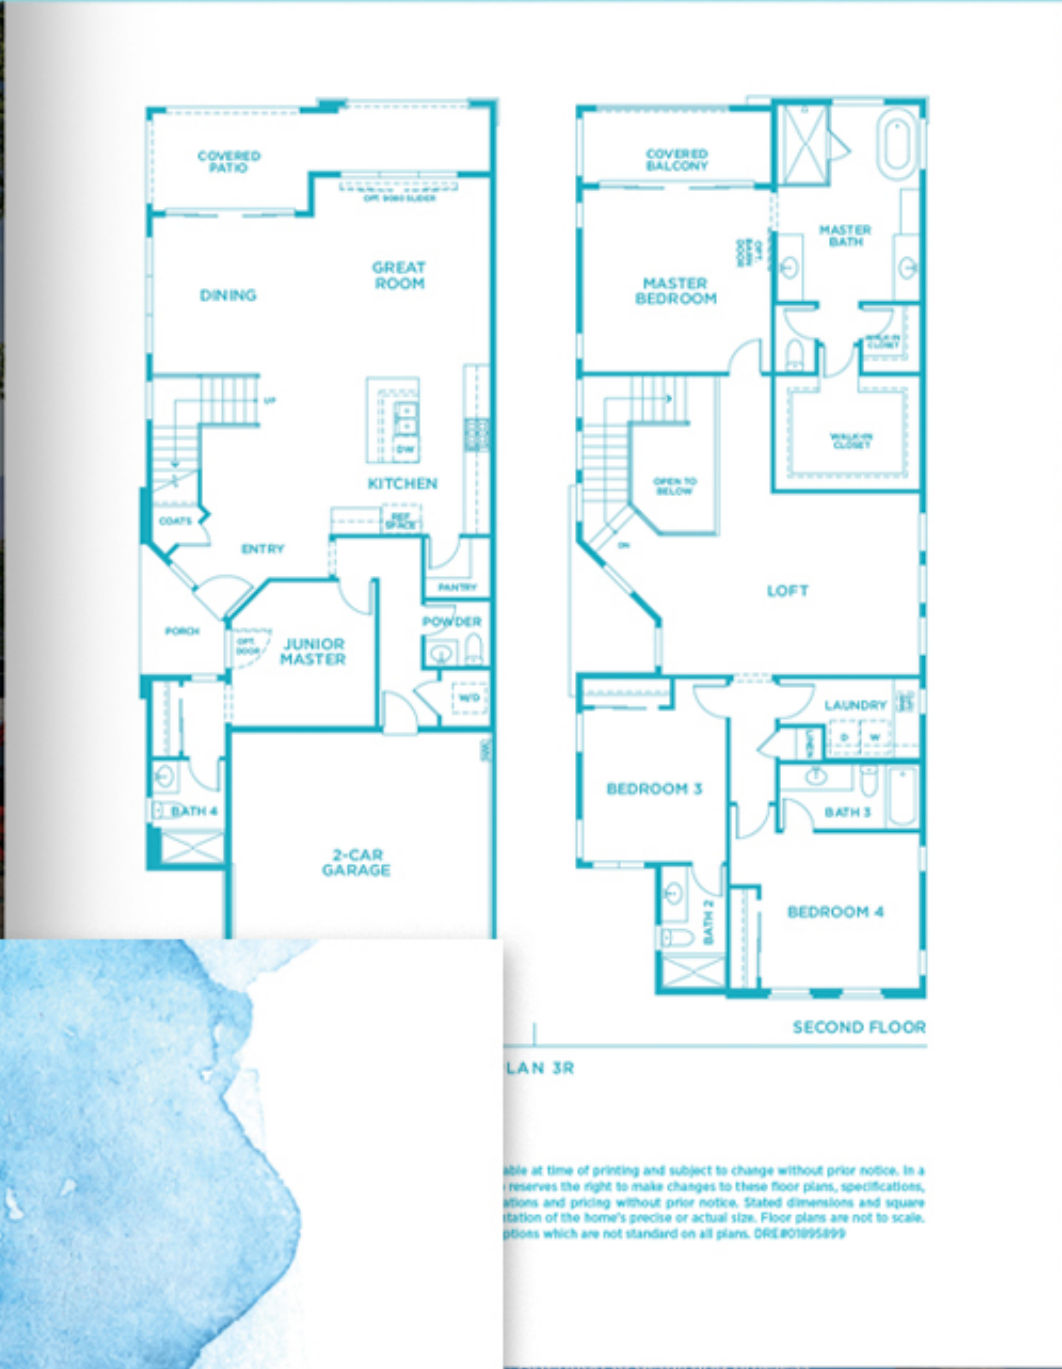 COVERED
PATIO
OPT. 9080 SLIDER
GREAT
ROOM
DINING
UP
DW
KITCHEN
REF
SPACE
COATS
ENTRY
PANTRY
PORCH
OPT.
DOOR
JUNIOR
MASTER
POWDER
W/D
BATH 4
2-CAR
GARAGE
COVERED
BALCONY
MASTER
BATH
OPT.
BARN
DOOR
MASTER
BEDROOM
WALK-IN
CLOSET
WALK-IN
CLOSET
OPEN TO
BELOW
DN
LOFT
LAUNDRY
D W
LINEN
BEDROOM 3
BATH 3
BATH 2
BEDROOM 4
SECOND FLOOR
LAN 3R
able at time of printing and subject to change without prior notice. In a
reserves the right to make changes to these floor plans, specifications,
ations and pricing without prior notice. Stated dimensions and square
tation of the home's precise or actual size. Floor plans are not to scale.
ptions which are not standard on all plans. DRE#01895899